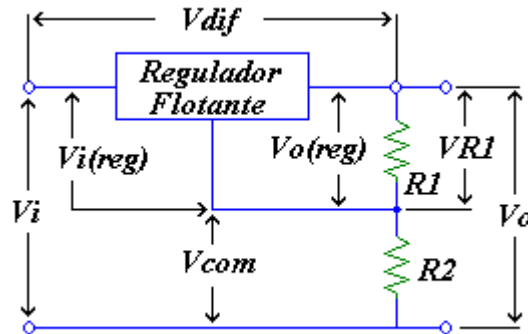 Vdif
Regulador
Flotante
Vi(reg)
Vo(reg)
VR1
R1
Vi
Vo
Vcom
R2